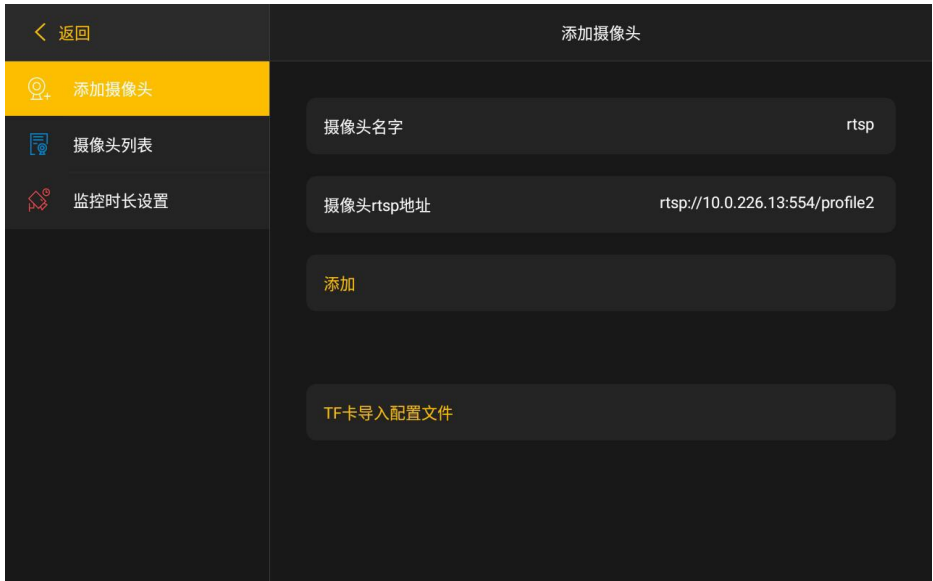 返回
添加摄像头
添加摄像头
摄像头列表
监控时长设置
摄像头名字 rtsp
摄像头rtsp地址 rtsp://10.0.226.13:554/profile2
添加
TF卡导入配置文件